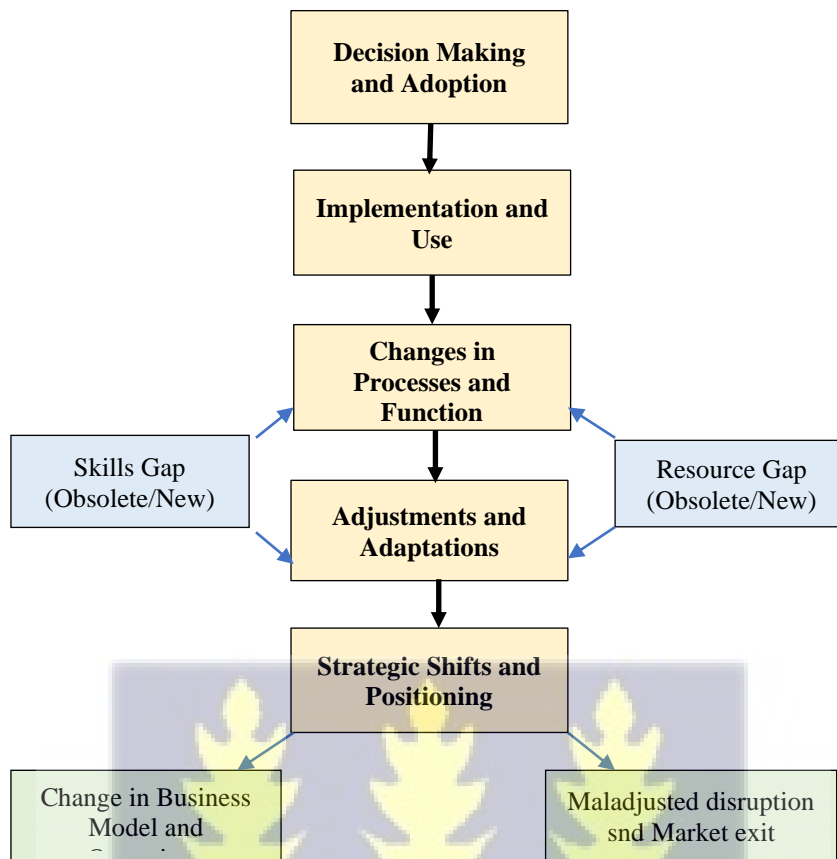 Decision Making
and Adoption
Implementation and
Use
Changes in
Processes and
Function
Skills Gap
(Obsolete/New)
Resource Gap
(Obsolete/New)
Adjustments and
Adaptations
Strategic Shifts and
Positioning
Change in Business
Model and
Maladjusted disruption
snd Market exit